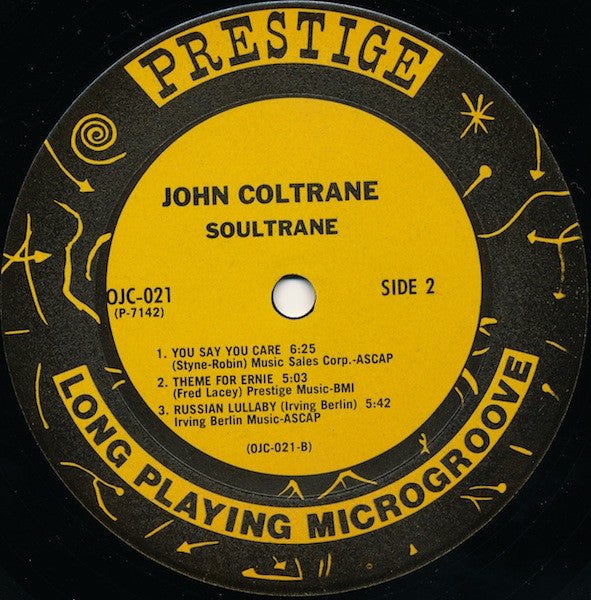 PRESTIGE
JOHN COLTRANE
SOULTRANE
OJC-021
(P-7142)
SIDE 2
1. YOU SAY YOU CARE 6:25
(Styne-Robin) Music Sales Corp.-ASCAP
2. THEME FOR ERNIE 5:03
(Fred Lacey) Prestige Music-BMI
3. RUSSIAN LULLABY (Irving Berlin) 5:42
Irving Berlin Music-ASCAP
(OJC-021-B)
LONG PLAYING MICROGROOVE